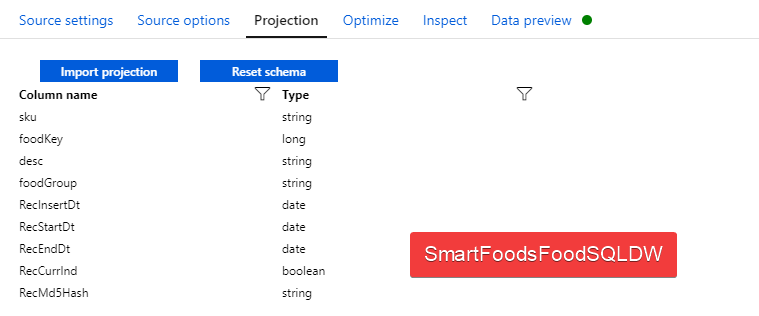 Source settings Source options Projection Optimize Inspect Data preview
Import projection Reset schema
Column name Type
sku string
foodKey long
desc string
foodGroup string
RecInsertDt date
RecStartDt date
RecEndDt date
SmartFoodsFoodSQLDW
RecCurrInd boolean
RecMd5Hash string